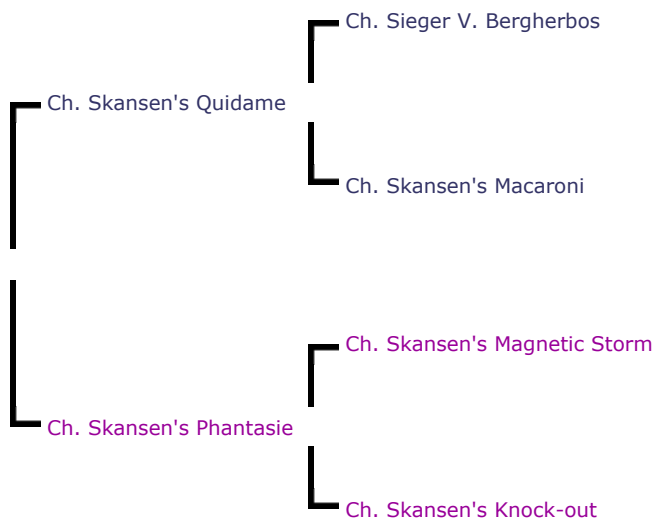 Ch. Sieger V. Bergherbos
Ch. Skansen's Quidame
Ch. Skansen's Macaroni
Ch. Skansen's Magnetic Storm
Ch. Skansen's Phantasie
Ch. Skansen's Knock-out